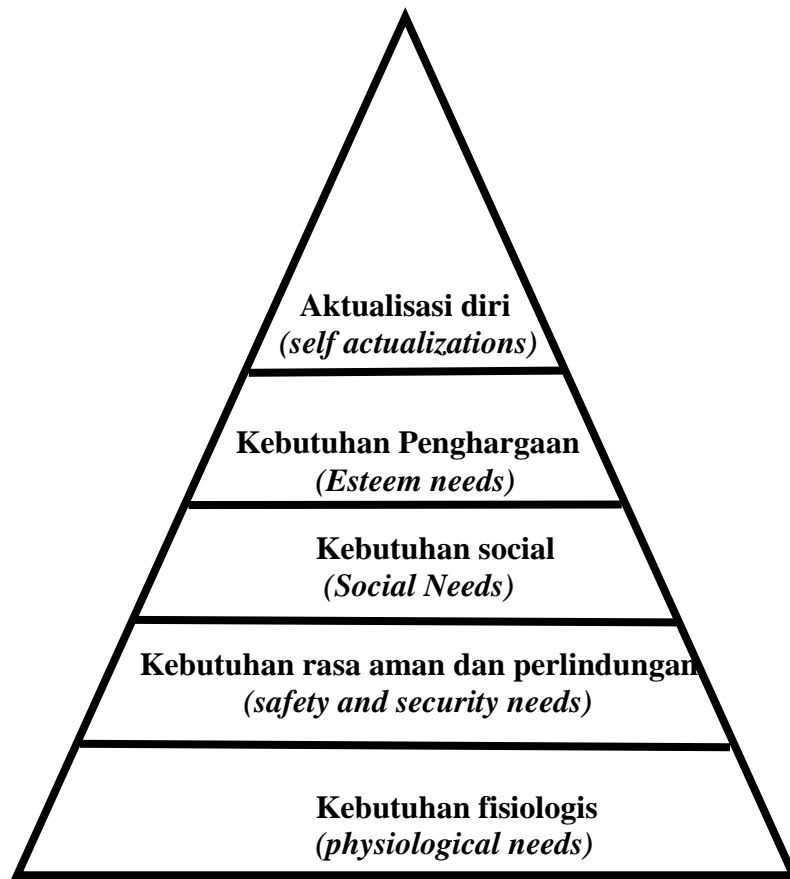 Aktualisasi diri
(self actualizations)
Kebutuhan Penghargaan
(Esteem needs)
Kebutuhan social
(Social Needs)
Kebutuhan rasa aman dan perlindungan
(safety and security needs)
Kebutuhan fisiologis
(physiological needs)